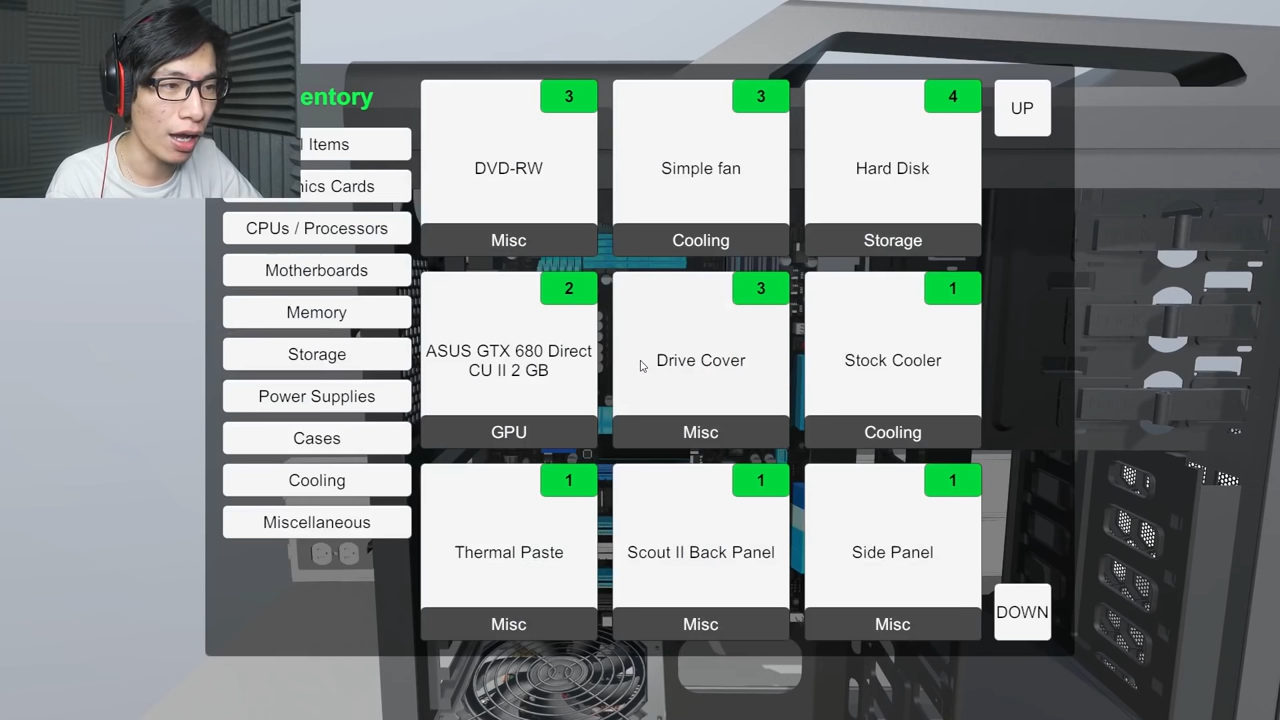 entory
Items
ics Cards
CPUs / Processors
Motherboards
Memory
Storage
Power Supplies
Cases
Cooling
Miscellaneous
3
DVD-RW
Misc
3
Simple fan
Cooling
4
Hard Disk
Storage
2
ASUS GTX 680 Direct
CU II 2 GB
GPU
3
Drive Cover
Misc
1
Stock Cooler
Cooling
1
Thermal Paste
Misc
1
Scout II Back Panel
Misc
1
Side Panel
Misc
UP
DOWN